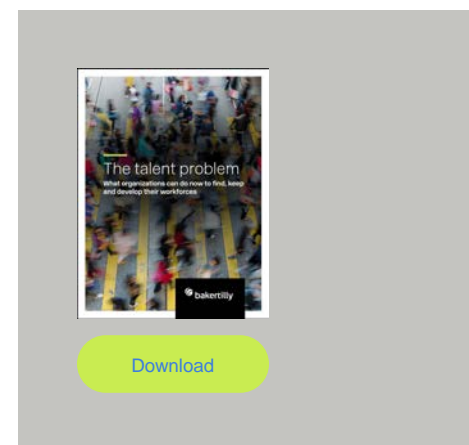 The talent problem
What organizations can do now to find, keep
and develop their workforces
bakertilly
Download